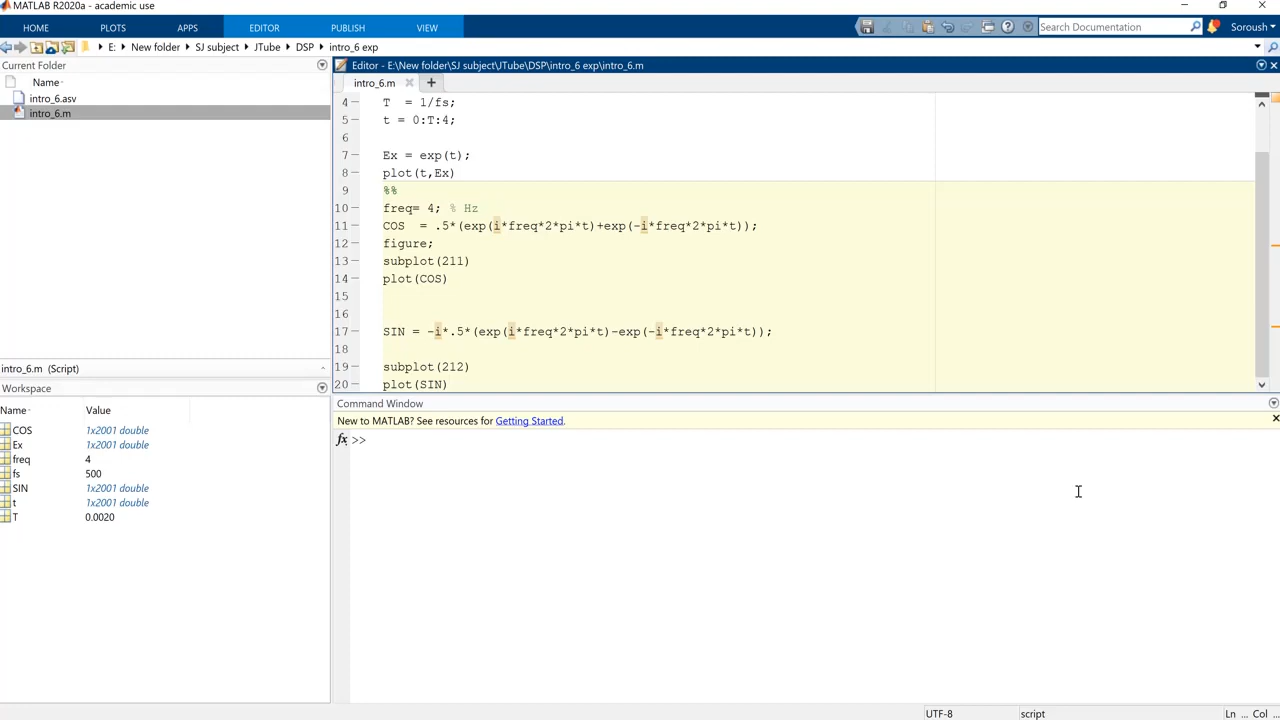 MATLAB R2020a - academic use
HOME PLOTS APPS EDITOR PUBLISH VIEW Search Documentation Soroush
E: New folder SJ subject JTube DSP intro_6 exp
Current Folder
Name
intro_6.asv
intro_6.m
intro_6.m (Script)
Workspace
Name Value
COS 1x2001 double
Ex 1x2001 double
freq 4
fs 500
SIN 1x2001 double
t 1x2001 double
T 0.0020
Editor - E:\New folder\SJ subject\JTube\DSP\intro_6 exp\intro_6.m
intro_6.m
4 T = 1/fs;
5 t = 0:T:4;
6
7 Ex = exp(t);
8 plot(t,Ex)
9 %%
10 freq= 4; % Hz
11 COS = .5*(exp(i*freq*2*pi*t)+exp(-i*freq*2*pi*t));
12 figure;
13 subplot(211)
14 plot(COS)
15
16
17 SIN = -i*.5*(exp(i*freq*2*pi*t)-exp(-i*freq*2*pi*t));
18
19 subplot(212)
20 plot(SIN)
Command Window
New to MATLAB? See resources for Getting Started.
fx >>
UTF-8 script Ln ... Col ...